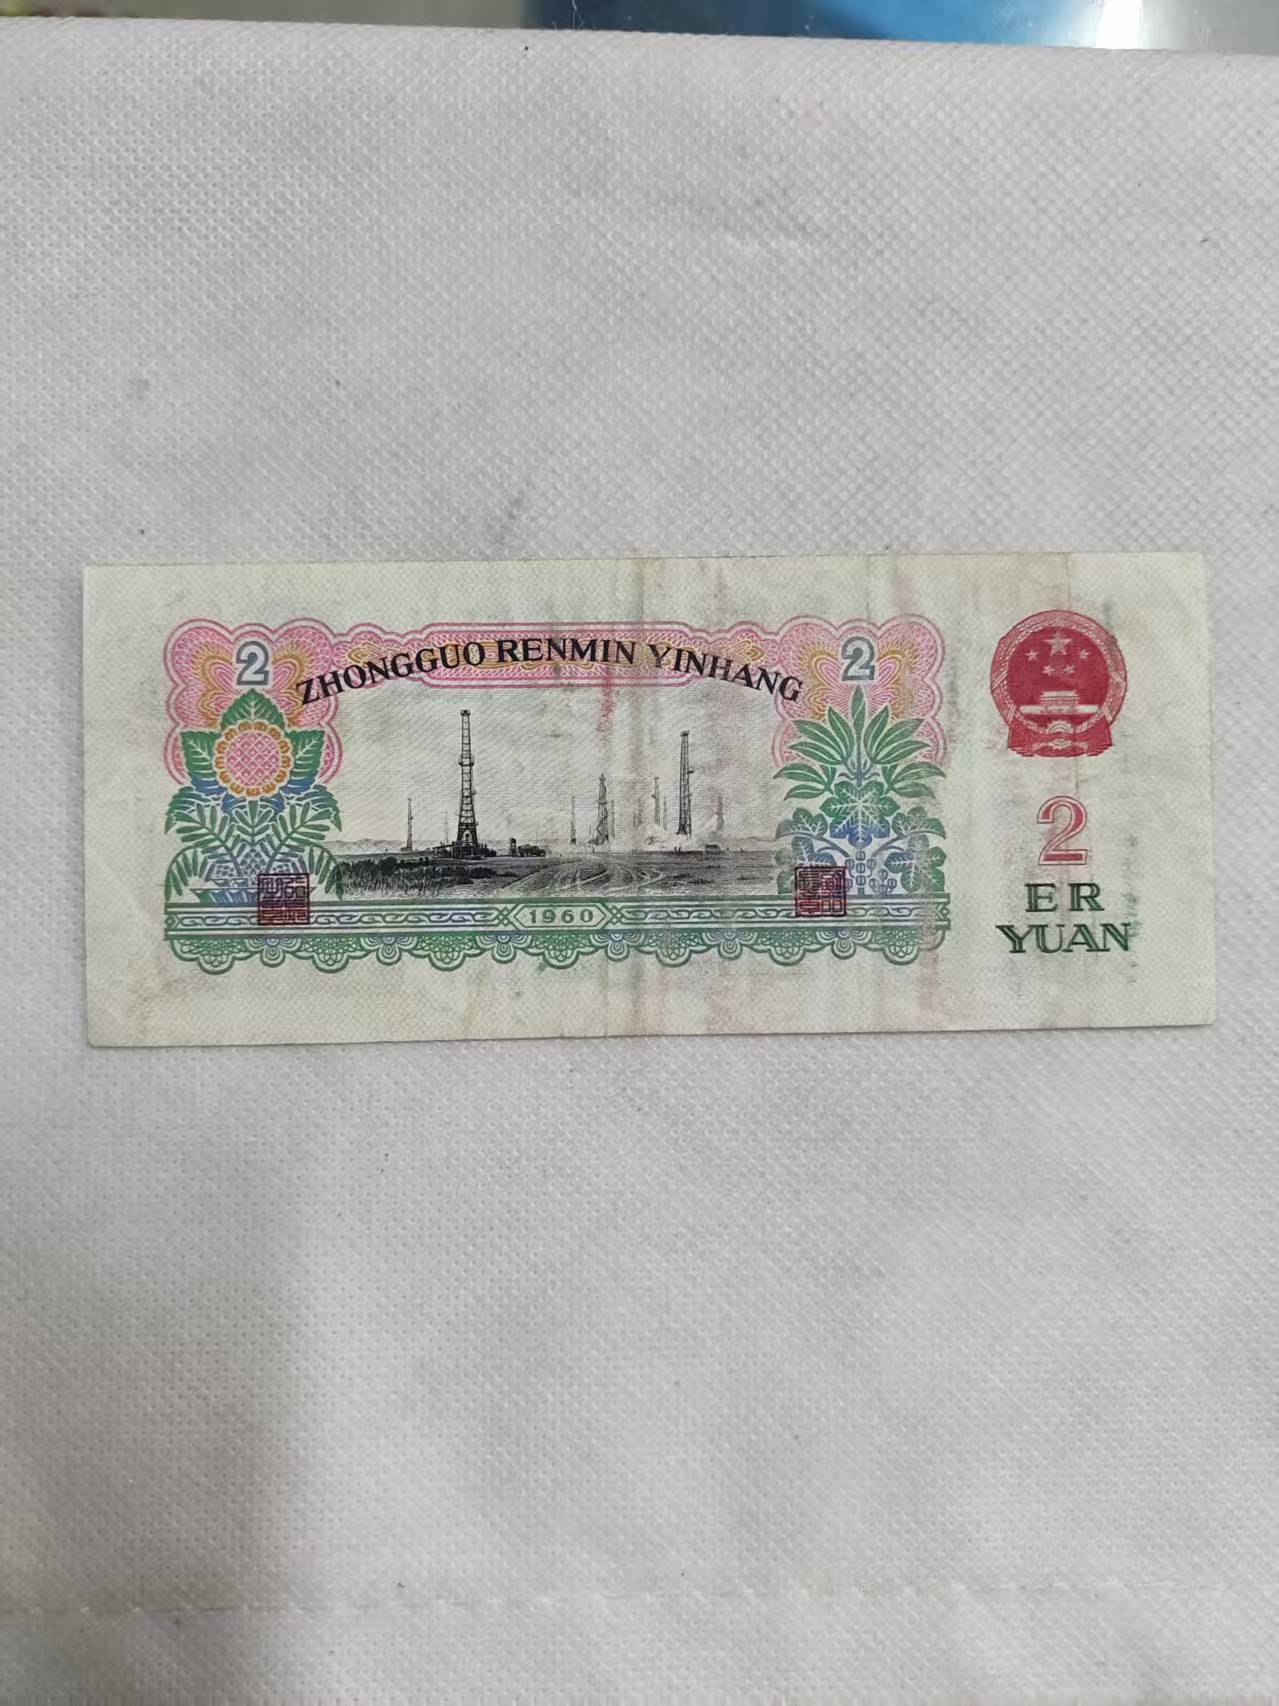 2
ZHONGGUO RENMIN YINHANG
2
2
ER
YUAN
1960